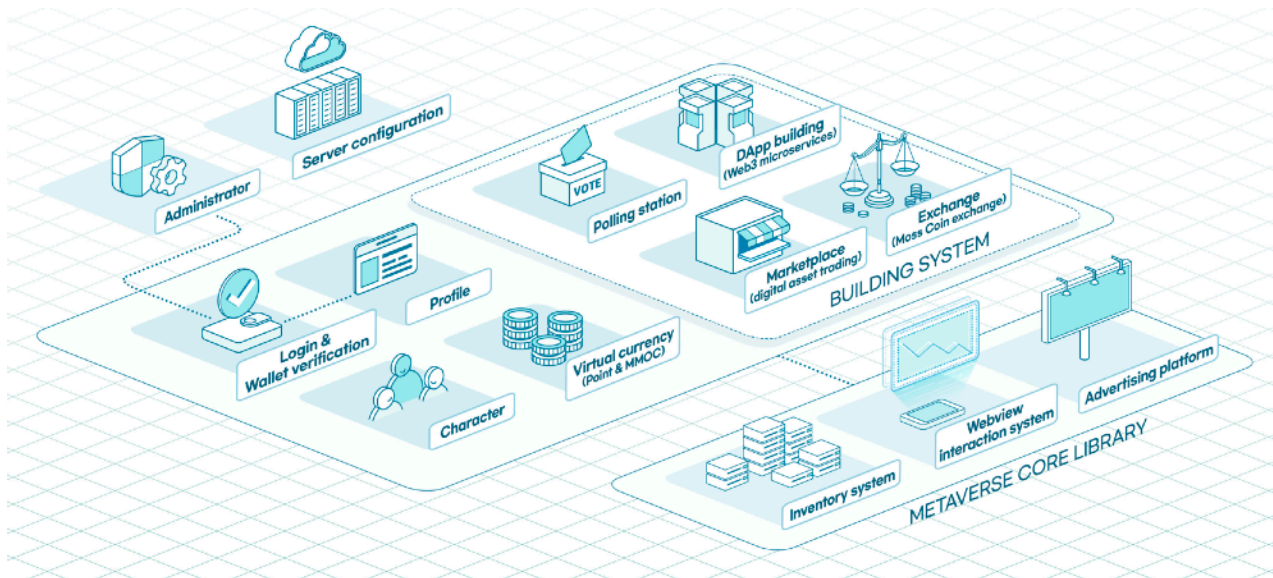 Server configuration
Administrator
DApp building
(Web3 microservices)
VOTE
Polling station
Exchange
(Moss Coin exchange)
Marketplace
(digital asset trading)
BUILDING SYSTEM
Profile
Login &
Wallet verification
Virtual currency
(Point & MMOC)
Character
Advertising platform
Webview
interaction system
Inventory system
METAVERSE CORE LIBRARY